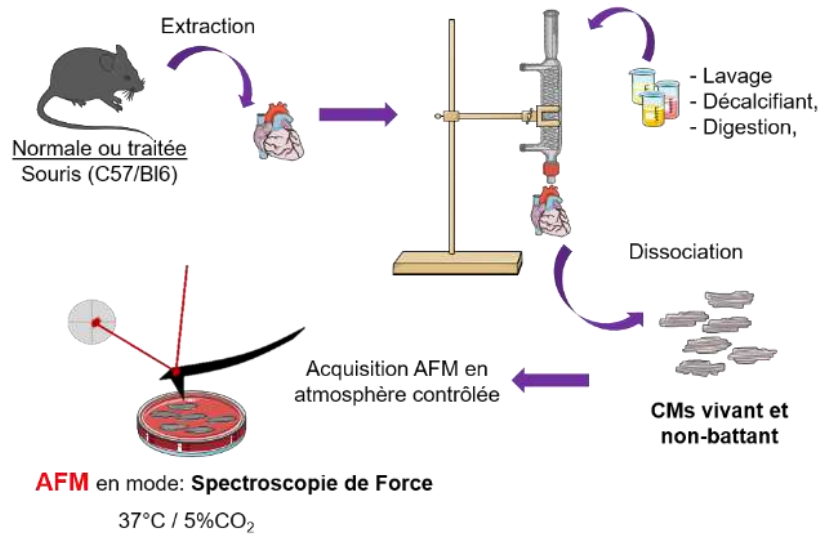 Extraction
Normale ou traitée
Souris (C57/Bl6)
- Lavage
- Décalcifiant,
- Digestion,
Dissociation
CMs vivant et
non-battant
Acquisition AFM en
atmosphère contrôlée
AFM en mode: Spectroscopie de Force
37°C / 5%CO₂